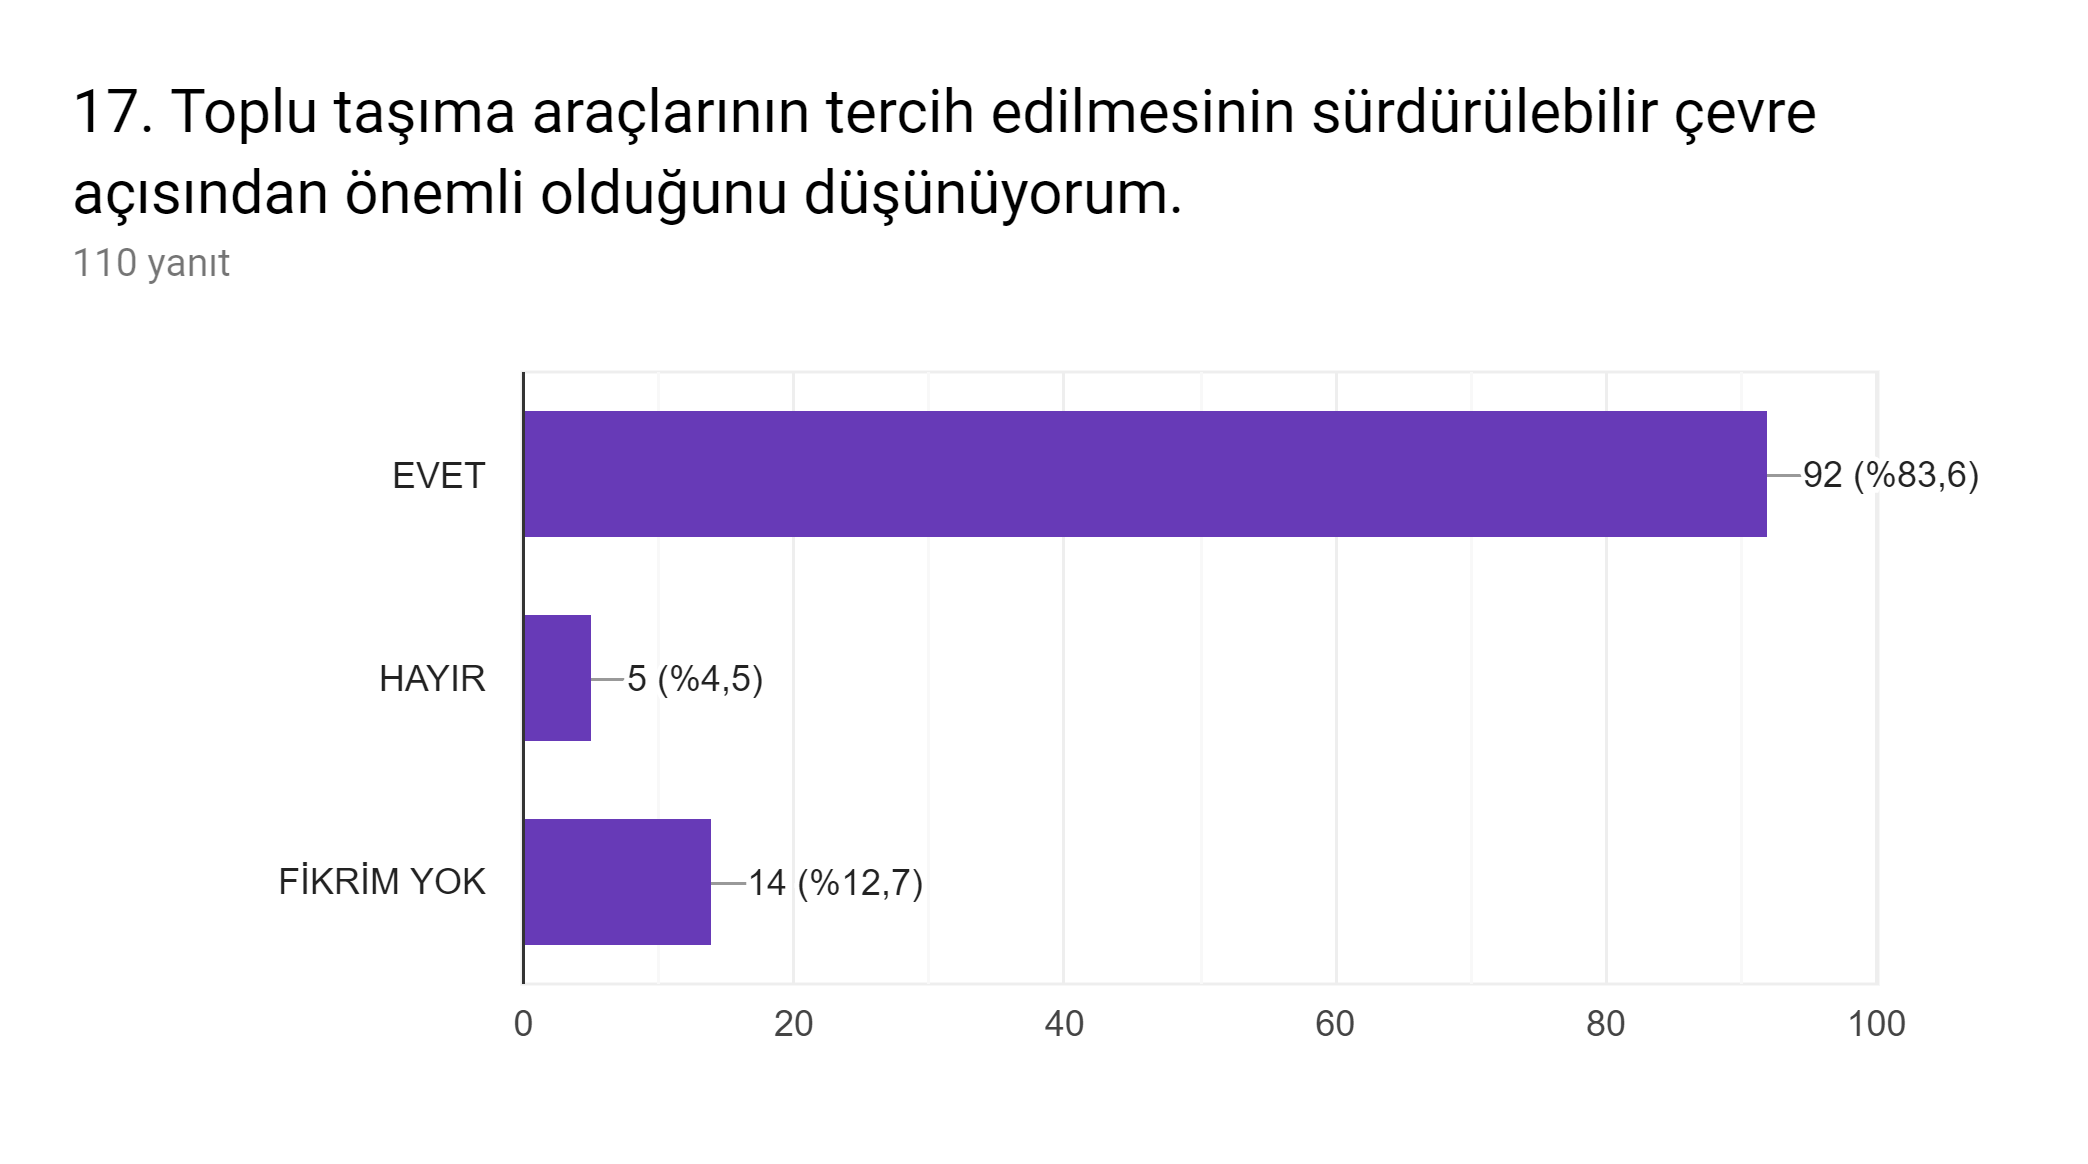 17. Toplu taşıma araçlarının tercih edilmesinin sürdürülebilir çevre
açısından önemli olduğunu düşünüyorum.
110 yanıt
EVET
92 (%83,6)
HAYIR
5 (%4,5)
FİKRİM YOK
14 (%12,7)
0 20 40 60 80 100